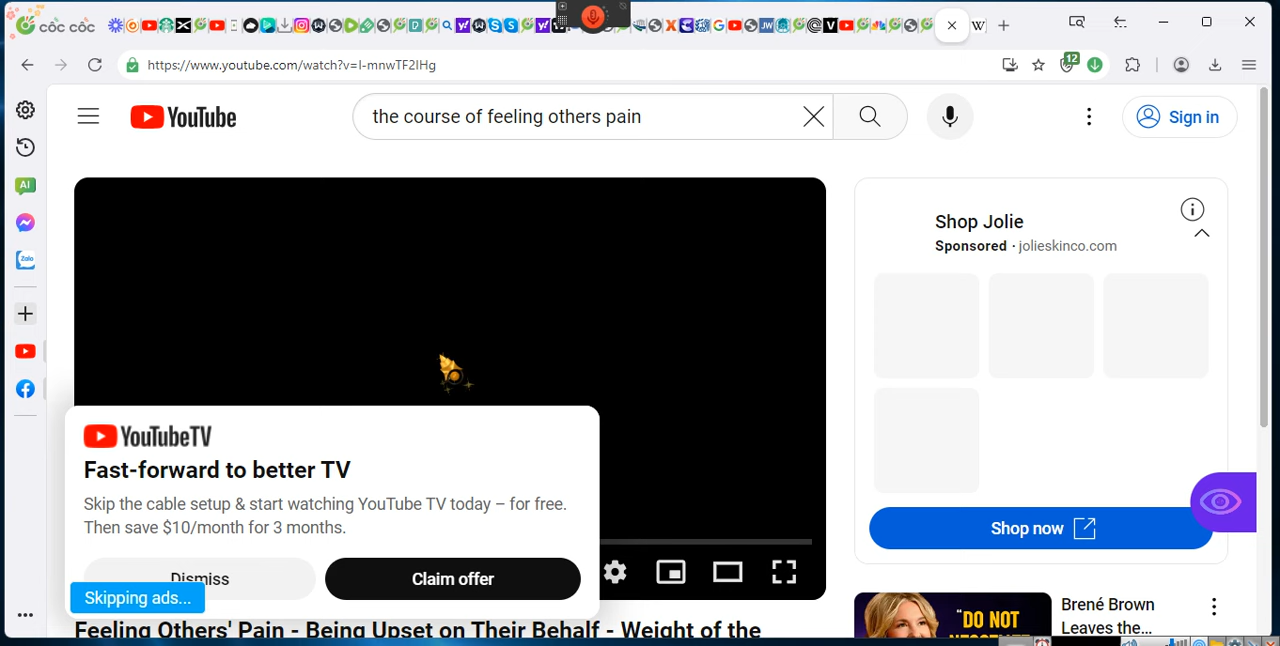 cốc cốc
https://www.youtube.com/watch?v=I-mnwTF2IHg
12
YouTube
the course of feeling others pain
Sign in
AI
Zalo
Shop Jolie
Sponsored · jolieskinco.com
Shop now
YouTubeTV
Fast-forward to better TV
Skip the cable setup & start watching YouTube TV today – for free.
Then save $10/month for 3 months.
Dismiss
Claim offer
Skipping ads...
Feeling Others' Pain - Being Upset on Their Behalf - Weight of the
"DO NOT
Brené Brown
Leaves the...